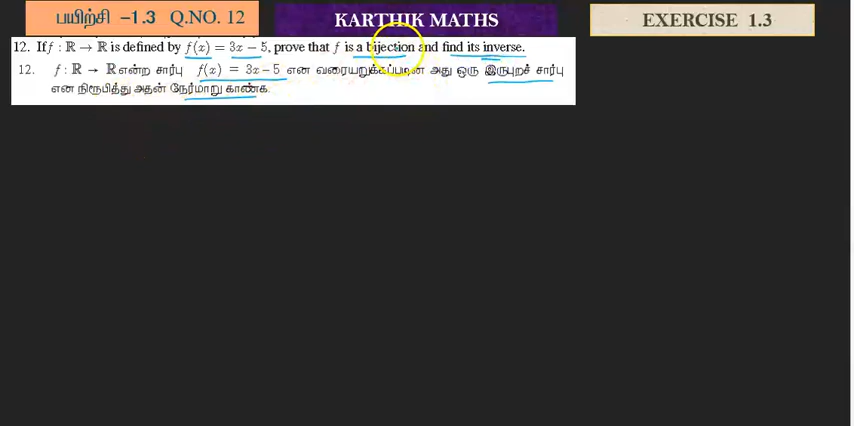 பயிற்சி –1.3 Q.NO. 12
KARTHIK MATHS
EXERCISE 1.3
12. If f : ℝ → ℝ is defined by f(x) = 3x − 5, prove that f is a bijection and find its inverse.
12. f : ℝ → ℝ என்ற சார்பு f(x) = 3x − 5 என வரையறுக்கப்படின் அது ஒரு இருபுறச் சார்பு
என நிரூபித்து அதன் நேர்மாறு காண்க.